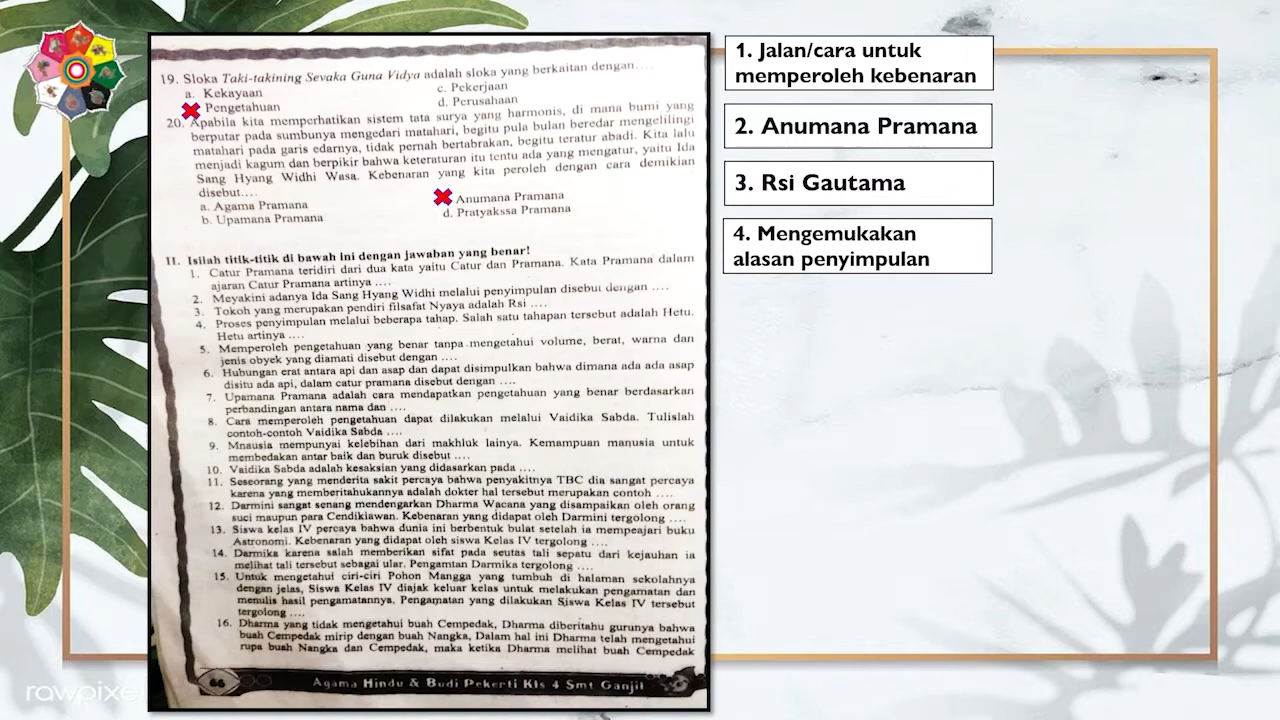 19. Sloka Taki-takining Sevaka Guna Vidya adalah sloka yang berkaitan dengan....
a. Kekayaan
c. Pekerjaan
Pengetahuan
d. Perusahaan
20. Apabila kita memperhatikan sistem tata surya yang harmonis, di mana bumi yang
berputar pada sumbunya mengedari matahari, begitu pula bulan beredar mengelilingi
matahari pada garis edarnya, tidak pernah bertabrakan, begitu teratur abadi. Kita lalu
menjadi kagum dan berpikir bahwa keteraturan itu tentu ada yang mengatur, yaitu Ida
Sang Hyang Widhi Wasa. Kebenaran yang kita peroleh dengan cara demikian
disebut....
a. Agama Pramana
Anumana Pramana
b. Upamana Pramana
d. Pratyakssa Pramana
11. Isilah titik-titik di bawah ini dengan jawaban yang benar!
1. Catur Pramana teridiri dari dua kata yaitu Catur dan Pramana. Kata Pramana dalam
ajaran Catur Pramana artinya ....
2. Meyakini adanya Ida Sang Hyang Widhi melalui penyimpulan disebut dengan ....
3. Tokoh yang merupakan pendiri filsafat Nyaya adalah Rsi ....
4. Proses penyimpulan melalui beberapa tahap. Salah satu tahapan tersebut adalah Hetu.
Hetu artinya ....
5. Memperoleh pengetahuan yang benar tanpa mengetahui volume, berat, warna dan
jenis obyek yang diamati disebut dengan ....
6. Hubungan erat antara api dan asap dan dapat disimpulkan bahwa dimana ada ada asap
disitu ada api, dalam catur pramana disebut dengan ....
7. Upamana Pramana adalah cara mendapatkan pengetahuan yang benar berdasarkan
perbandingan antara nama dan ....
8. Cara memperoleh pengetahuan dapat dilakukan melalui Vaidika Sabda. Tulislah
contoh-contoh Vaidika Sabda ....
9. Mnausia mempunyai kelebihan dari makhluk lainya. Kemampuan manusia untuk
membedakan antar baik dan buruk disebut ....
10. Vaidika Sabda adalah kesaksian yang didasarkan pada ....
11. Seseorang yang menderita sakit percaya bahwa penyakitnya TBC dia sangat percaya
karena yang memberitahukannya adalah dokter hal tersebut merupakan contoh ....
12. Darmini sangat senang mendengarkan Dharma Wacana yang disampaikan oleh orang
suci maupun para Cendikiawan. Kebenaran yang didapat oleh Darmini tergolong ....
13. Siswa kelas IV percaya bahwa dunia ini berbentuk bulat setelah ia mempeajari buku
Astronomi. Kebenaran yang didapat oleh siswa Kelas IV tergolong ....
14. Darmika karena salah memberikan sifat pada seutas tali sepatu dari kejauhan ia
melihat tali tersebut sebagai ular. Pengamtan Darmika tergolong ....
15. Untuk mengetahui ciri-ciri Pohon Mangga yang tumbuh di halaman sekolahnya
dengan jelas, Siswa Kelas IV diajak keluar kelas untuk melakukan pengamatan dan
menulis hasil pengamatannya. Pengamatan yang dilakukan Siswa Kelas IV tersebut
tergolong ....
16. Dharma yang tidak mengetahui buah Cempedak, Dharma diberitahu gurunya bahwa
buah Cempedak mirip dengan buah Nangka, Dalam hal ini Dharma telah mengetahui
rupa buah Nangka dan Cempedak, maka ketika Dharma melihat buah Cempedak
66
Agama Hindu & Budi Pekerti Kls 4 Smt Ganjil
1. Jalan/cara untuk
memperoleh kebenaran
2. Anumana Pramana
3. Rsi Gautama
4. Mengemukakan
alasan penyimpulan
rawpixel